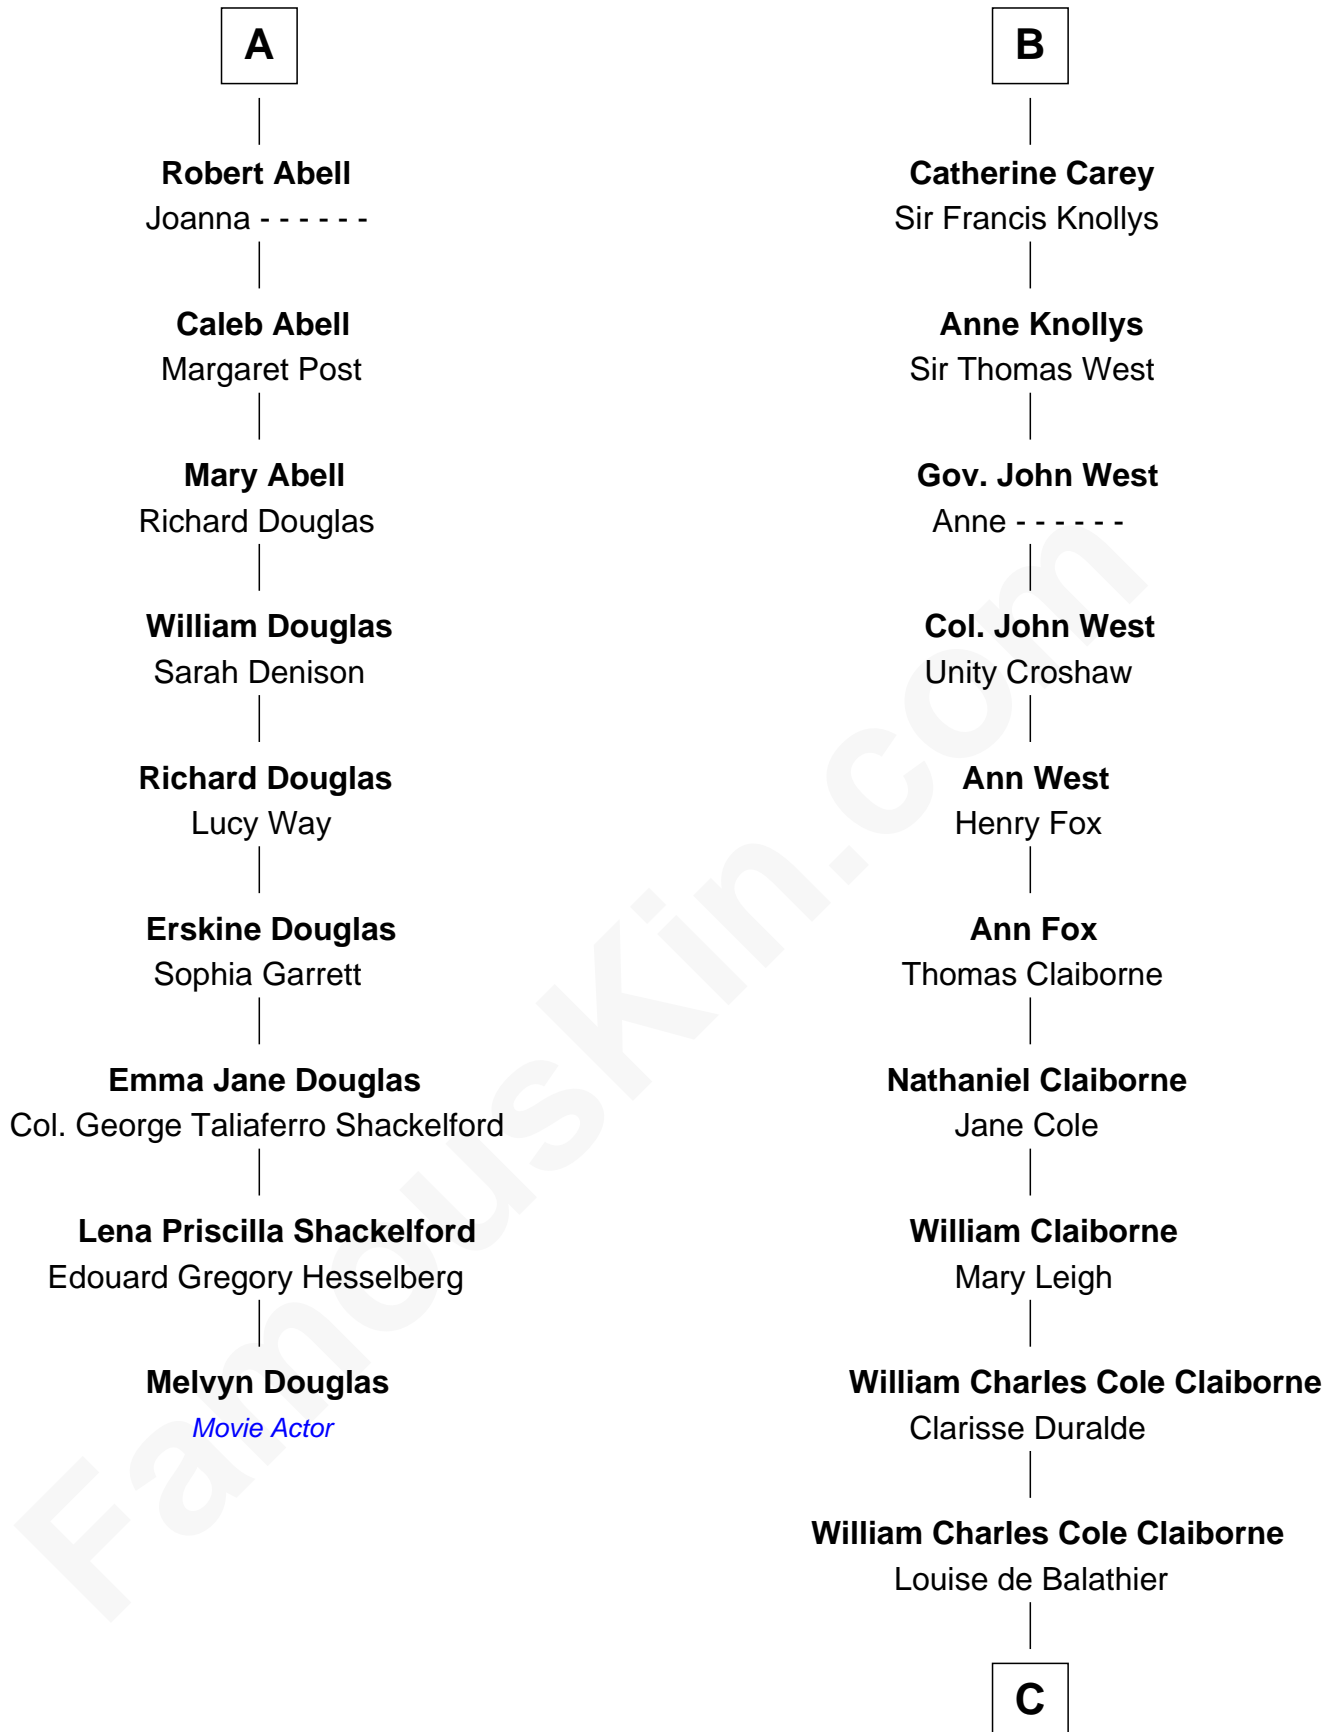 A
Robert Abell
Joanna - - - - - -
Caleb Abell
Margaret Post
Mary Abell
Richard Douglas
William Douglas
Sarah Denison
Richard Douglas
Lucy Way
Erskine Douglas
Sophia Garrett
Emma Jane Douglas
Col. George Taliaferro Shackelford
Lena Priscilla Shackelford
Edouard Gregory Hesselberg
Melvyn Douglas
Movie Actor
B
Catherine Carey
Sir Francis Knollys
Anne Knollys
Sir Thomas West
Gov. John West
Anne - - - - - -
Col. John West
Unity Croshaw
Ann West
Henry Fox
Ann Fox
Thomas Claiborne
Nathaniel Claiborne
Jane Cole
William Claiborne
Mary Leigh
William Charles Cole Claiborne
Clarisse Duralde
William Charles Cole Claiborne
Louise de Balathier
C
FamousKin.com